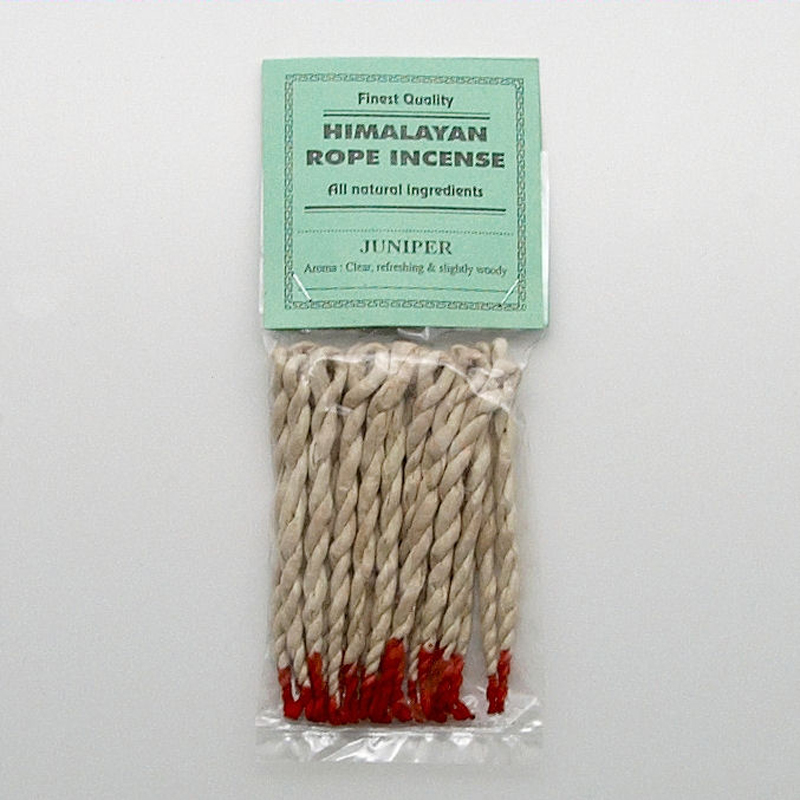 Finest Quality
HIMALAYAN
ROPE INCENSE
All natural Ingredients
JUNIPER
Aroma : Clear, refreshing & slightly woody